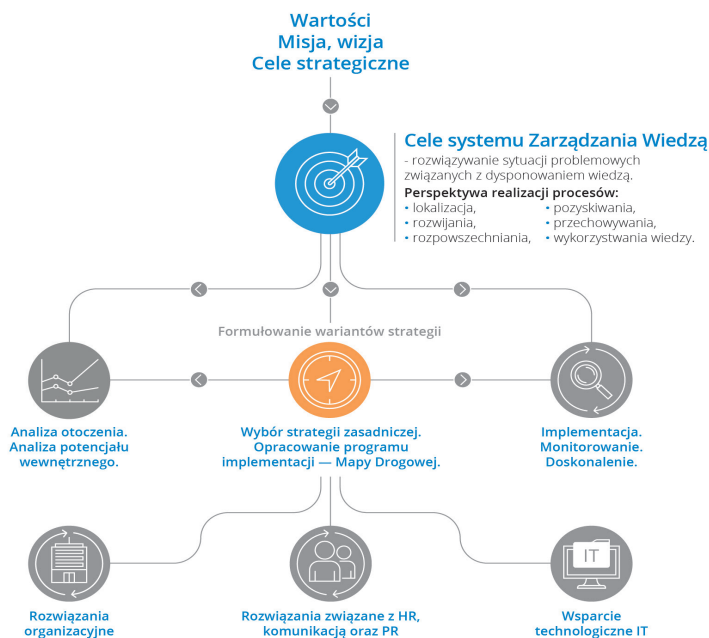 Wartości
Misja, wizja
Cele strategiczne
Cele systemu Zarządzania Wiedzą
- rozwiązywanie sytuacji problemowych
związanych z dysponowaniem wiedzą.
Perspektywa realizacji procesów:
• lokalizacja,
• rozwijania,
• rozpowszechniania,
• pozyskiwania,
• przechowywania,
• wykorzystwania wiedzy.
Formułowanie wariantów strategii
Analiza otoczenia.
Analiza potencjału
wewnętrznego.
Wybór strategii zasadniczej.
Opracowanie programu
implementacji — Mapy Drogowej.
Implementacja.
Monitorowanie.
Doskonalenie.
IT
Rozwiązania
organizacyjne
Rozwiązania związane z HR,
komunikacją oraz PR
Wsparcie
technologiczne IT